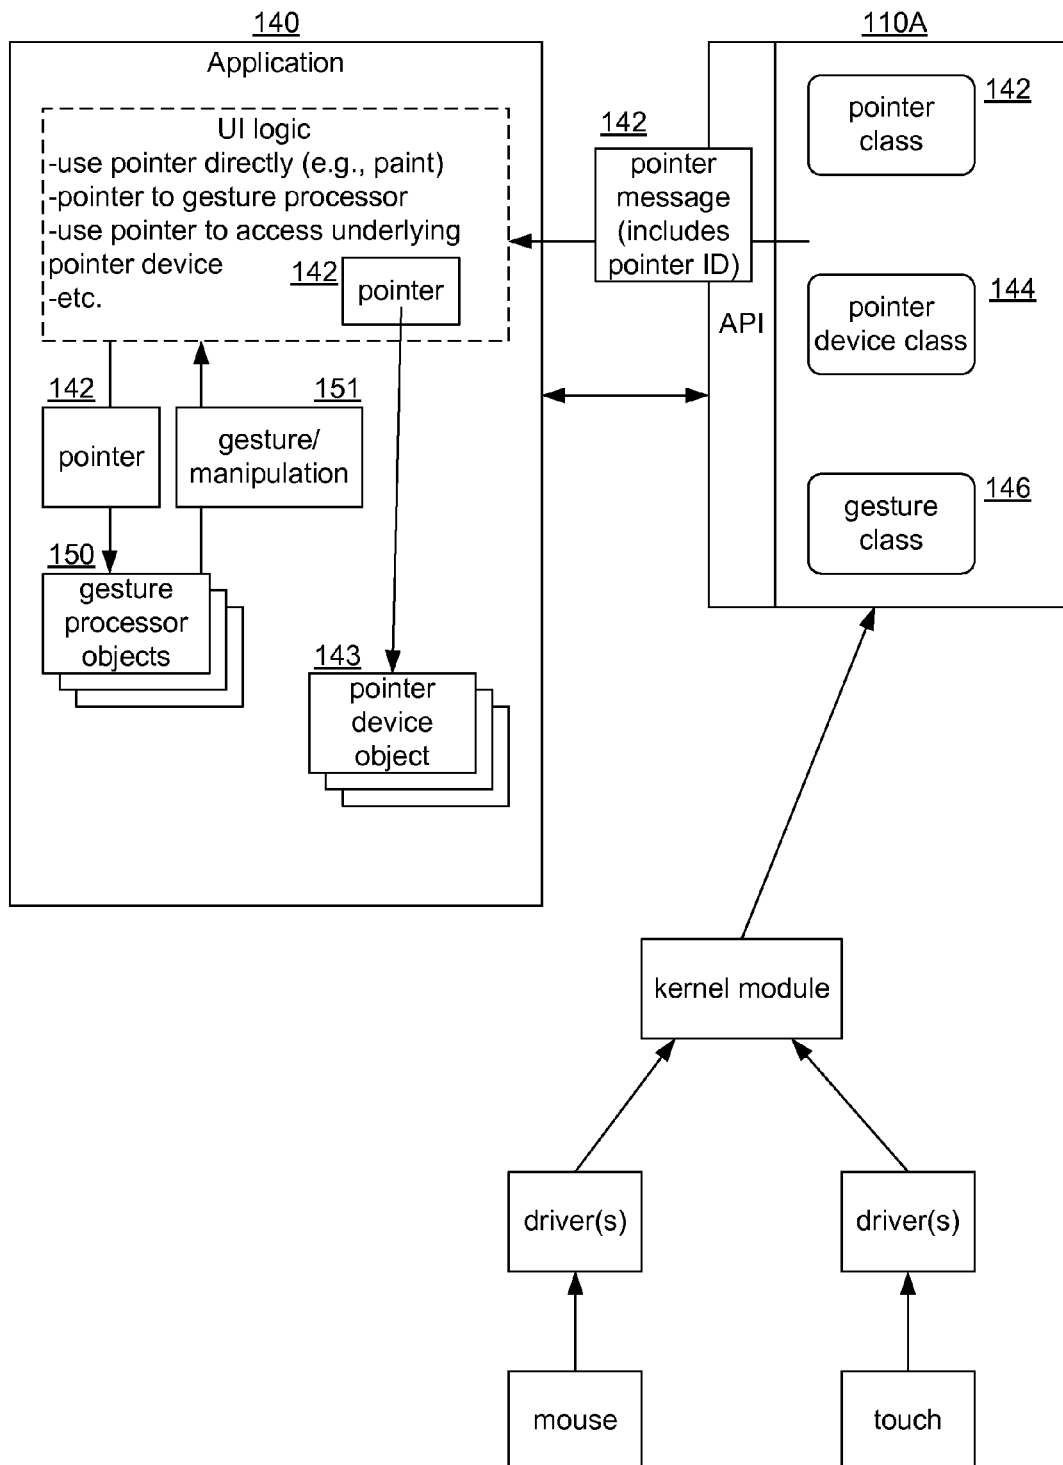 140
Application
UI logic
-use pointer directly (e.g., paint)
-pointer to gesture processor
-use pointer to access underlying
pointer device
-etc.
142
pointer
142
pointer
151
gesture/
manipulation
150
gesture
processor
objects
143
pointer
device
object
142
pointer
message
(includes
pointer ID)
110A
API
pointer
class
142
pointer
device class
144
gesture
class
146
kernel module
driver(s)
driver(s)
mouse
touch